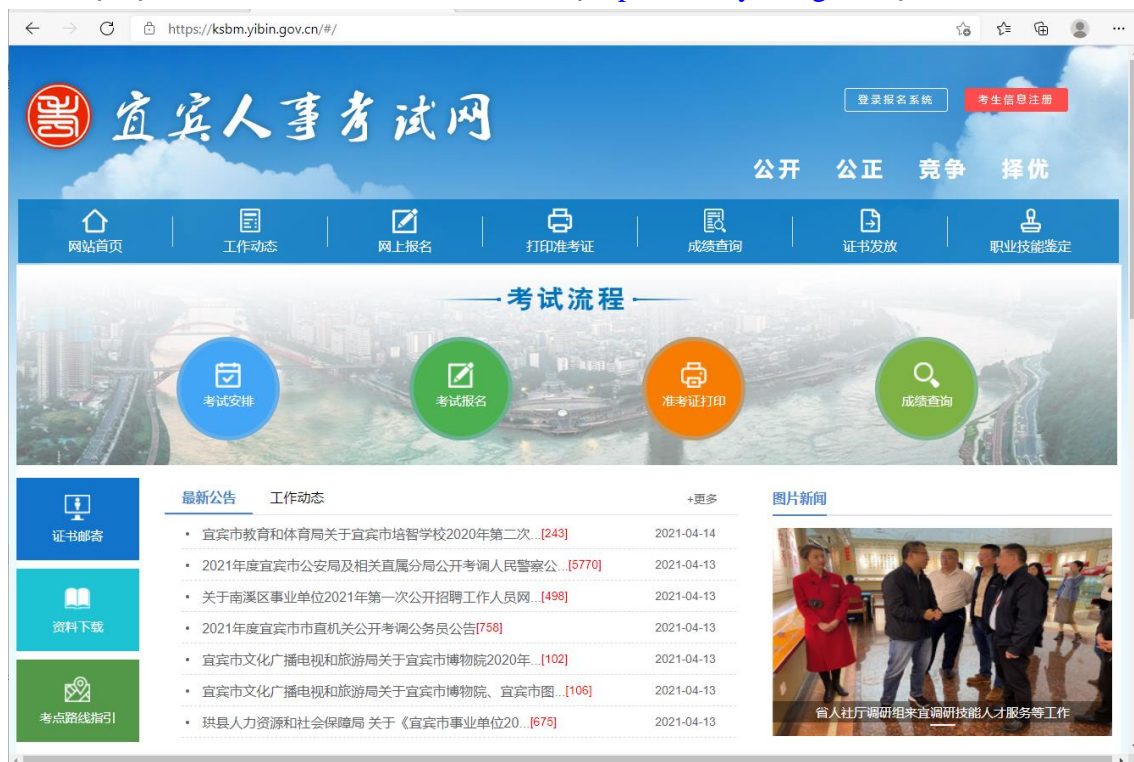 https://ksbm.yibin.gov.cn/#/
宜宾人事考试网
登录报名系统
考生信息注册
公开 公正 竞争 择优
网站首页
工作动态
网上报名
打印准考证
成绩查询
证书发放
职业技能鉴定
考试流程
考试安排
考试报名
准考证打印
成绩查询
证书邮寄
资料下载
考点路线指引
最新公告 工作动态 +更多
宜宾市教育和体育局关于宜宾市培智学校2020年第二次...[243] 2021-04-14
2021年度宜宾市公安局及相关直属分局公开考调人民警察公...[5770] 2021-04-13
关于南溪区事业单位2021年第一次公开招聘工作人员网...[498] 2021-04-13
2021年度宜宾市市直机关公开考调公务员公告[758] 2021-04-13
宜宾市文化广播电视和旅游局关于宜宾市博物院2020年...[102] 2021-04-13
宜宾市文化广播电视和旅游局关于宜宾市博物院、宜宾市图...[106] 2021-04-13
珙县人力资源和社会保障局 关于《宜宾市事业单位20...[675] 2021-04-13
图片新闻
省人社厅调研组来宜调研技能人才服务等工作